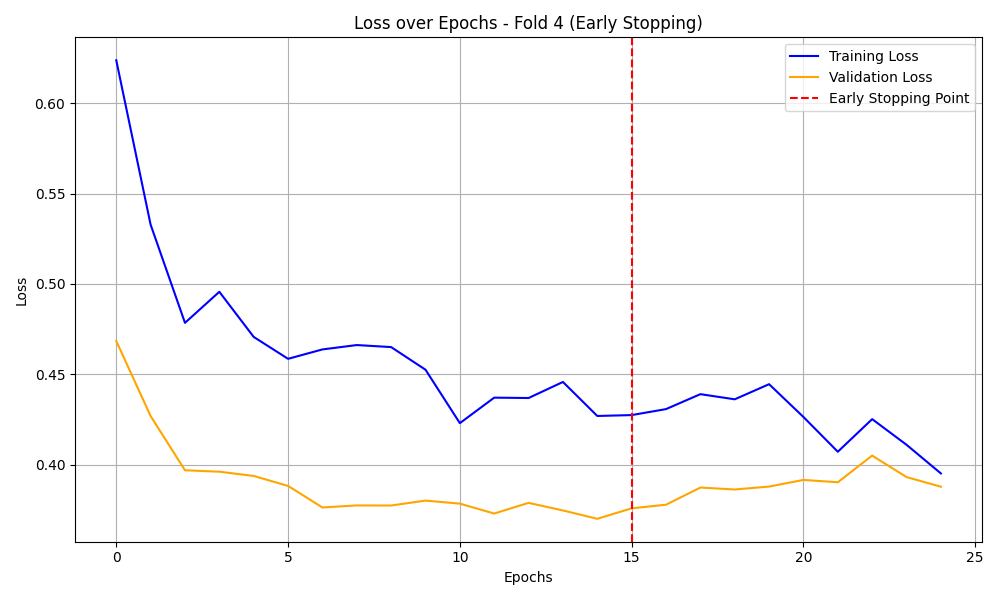 Loss over Epochs - Fold 4 (Early Stopping)
Training Loss
Validation Loss
Early Stopping Point
Loss
0.60
0.55
0.50
0.45
0.40
0
5
10
15
20
25
Epochs